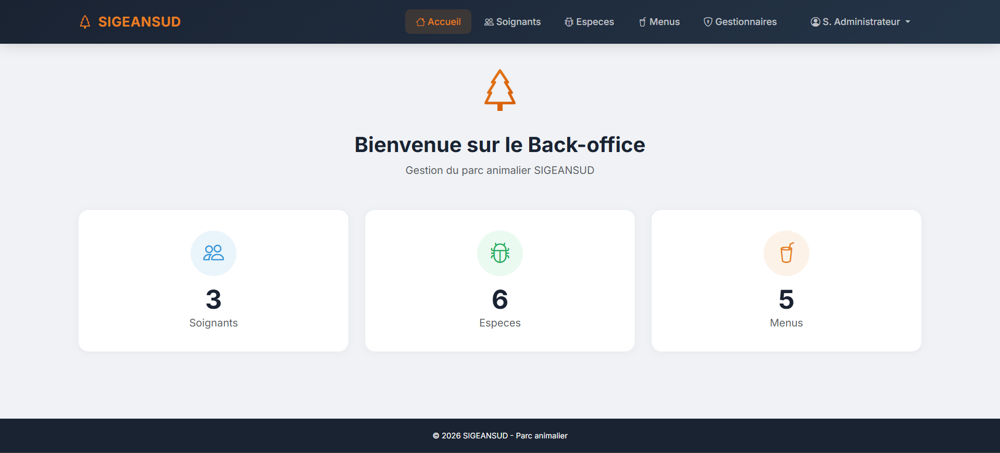 SIGEANSUD
Accueil
Soignants
Especes
Menus
Gestionnaires
S. Administrateur
Bienvenue sur le Back-office
Gestion du parc animalier SIGEANSUD
3
Soignants
6
Especes
5
Menus
© 2026 SIGEANSUD - Parc animalier